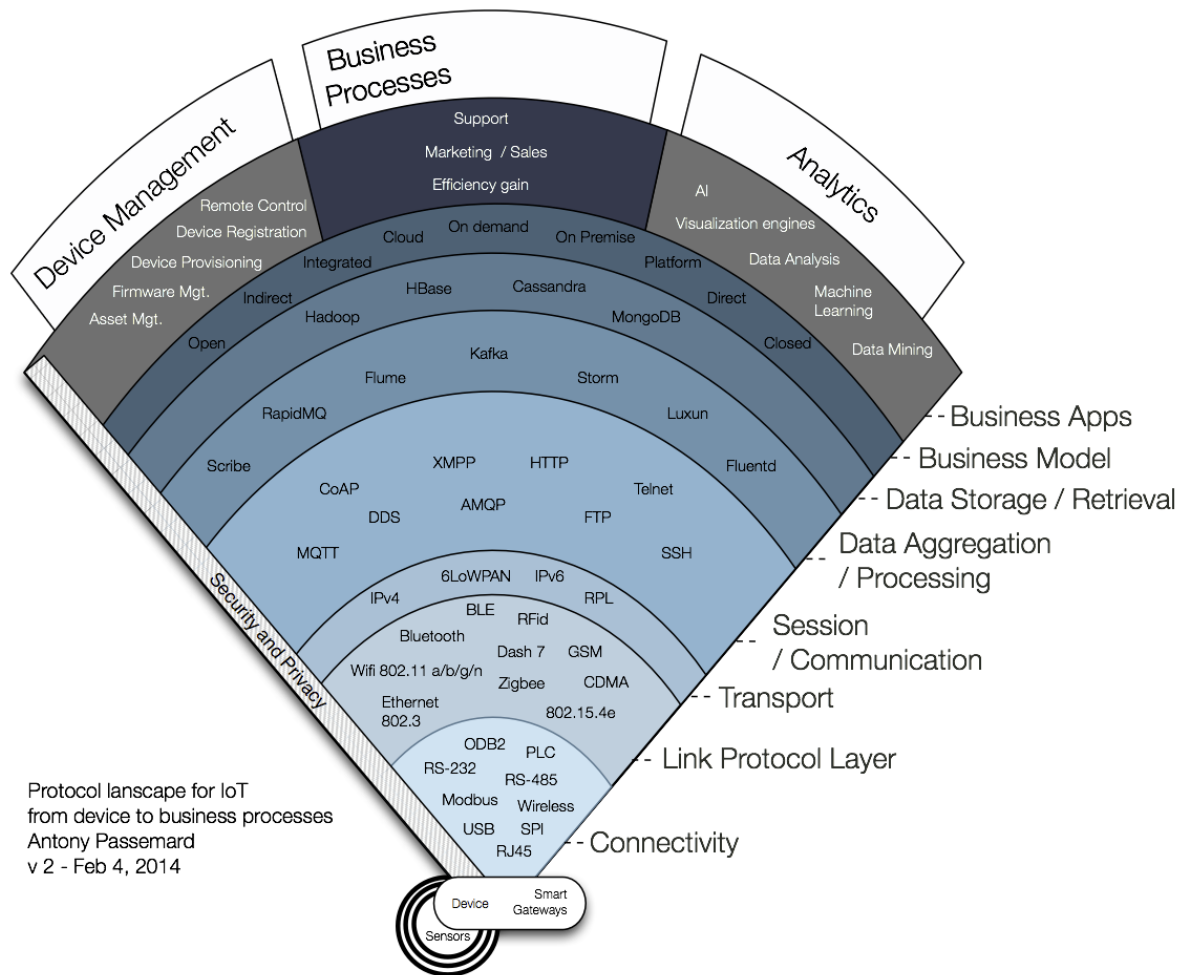 Business
Processes
Device Management
Analytics
Support
Marketing / Sales
Efficiency gain
Remote Control
Device Registration
Device Provisioning
Firmware Mgt.
Asset Mgt.
AI
Visualization engines
Data Analysis
Machine
Learning
Data Mining
Open
Indirect
Integrated
Cloud
On demand
On Premise
Platform
Direct
Closed
Hadoop
HBase
Cassandra
MongoDB
Scribe
RapidMQ
Flume
Kafka
Storm
Luxun
Fluentd
XMPP
HTTP
CoAP
Telnet
AMQP
DDS
FTP
MQTT
SSH
IPv4
6LoWPAN
IPv6
RPL
BLE
RFid
Bluetooth
Dash 7
GSM
Wifi 802.11 a/b/g/n
Zigbee
CDMA
Ethernet
802.3
802.15.4e
ODB2
PLC
RS-232
RS-485
Modbus
Wireless
USB
SPI
RJ45
Security and Privacy
Business Apps
Business Model
Data Storage / Retrieval
Data Aggregation
/ Processing
Session
/ Communication
Transport
Link Protocol Layer
Connectivity
Protocol lanscape for IoT
from device to business processes
Antony Passemard
v 2 - Feb 4, 2014
Device
Smart
Gateways
Sensors